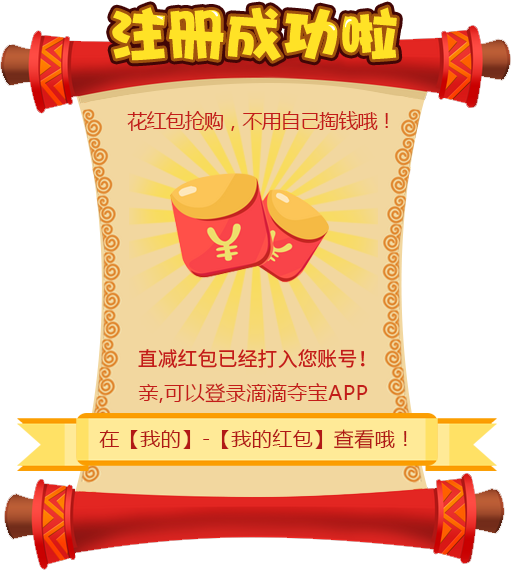 注册成功啦
花红包抢购，不用自己掏钱哦！
¥
¥
直减红包已经打入您账号！
亲,可以登录滴滴夺宝APP
在【我的】-【我的红包】查看哦！